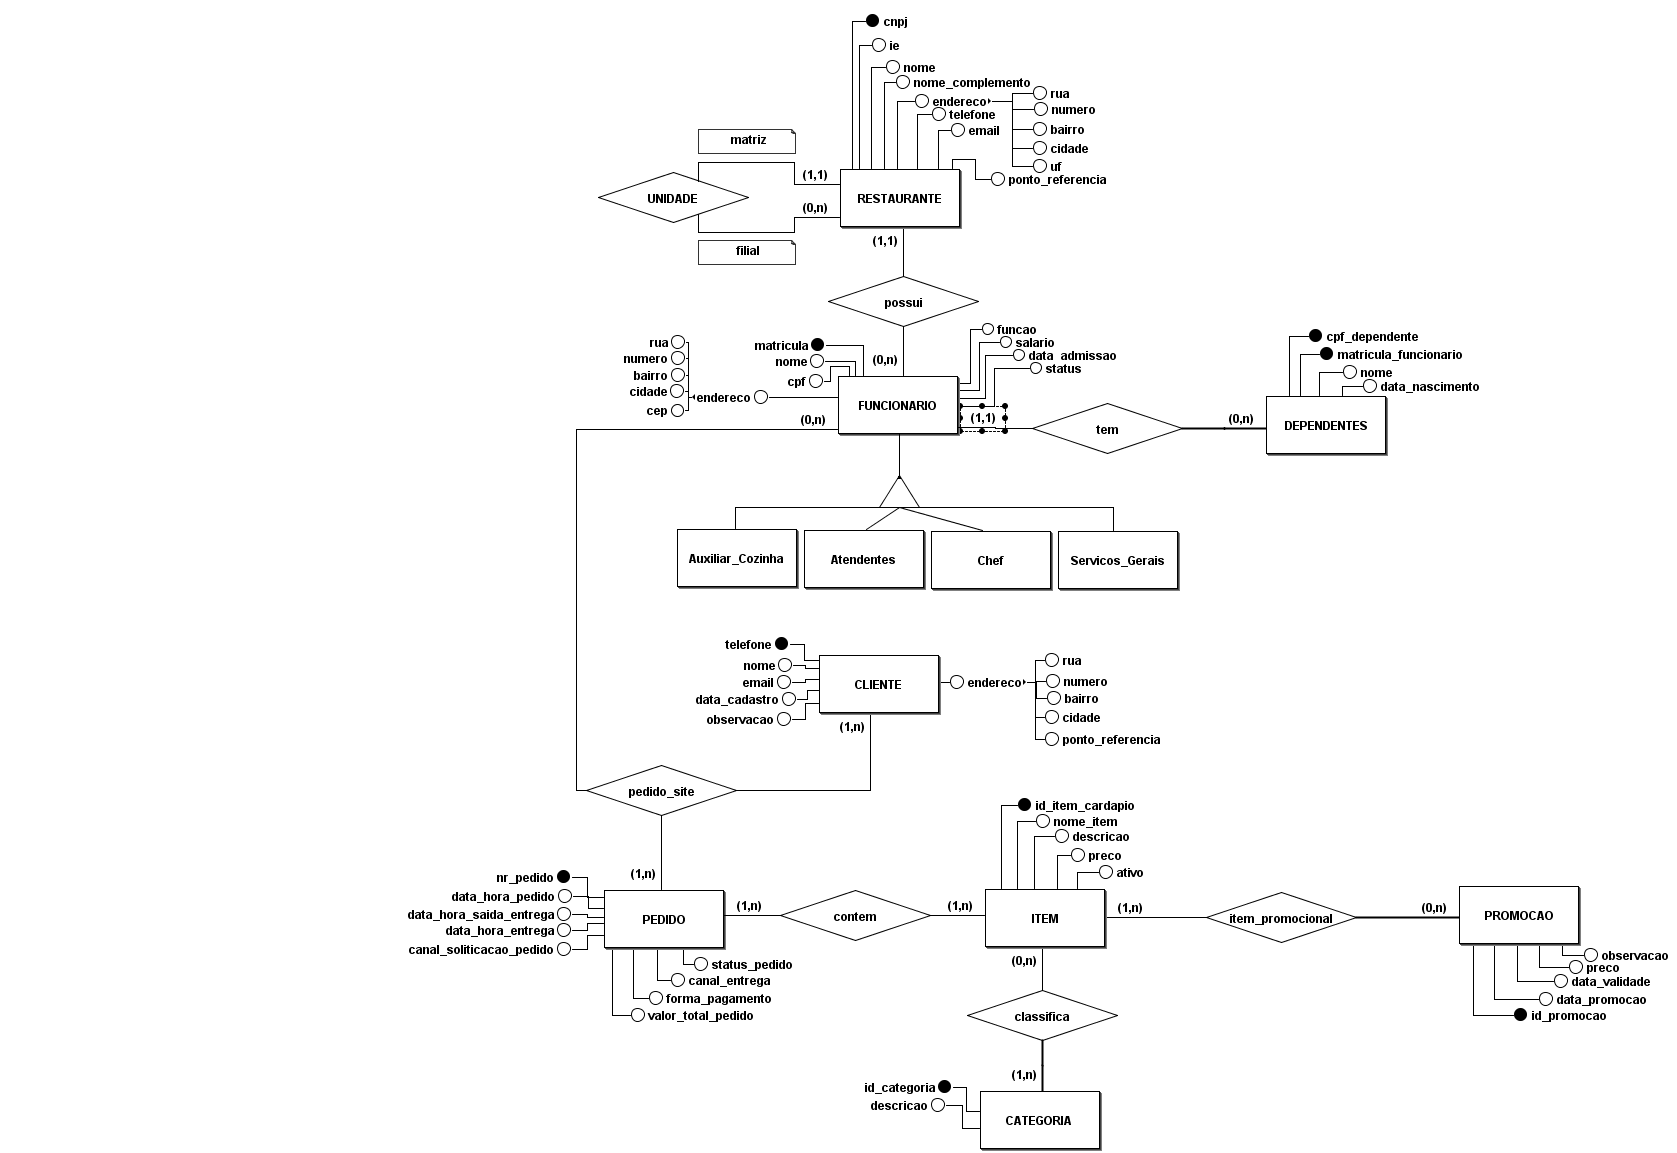 cnpj
ie
nome
nome_complemento
endereco
rua
numero
telefone
email
bairro
cidade
uf
ponto_referencia
matriz
(1,1)
UNIDADE
RESTAURANTE
(0,n)
filial
(1,1)
possui
(0,n)
rua
numero
bairro
cidade
cep
endereco
matricula
nome
cpf
funcao
salario
data_admissao
status
FUNCIONARIO
(0,n)
(1,1)
tem
(0,n)
cpf_dependente
matricula_funcionario
nome
data_nascimento
DEPENDENTES
Auxiliar_Cozinha
Atendentes
Chef
Servicos_Gerais
telefone
nome
email
data_cadastro
observacao
CLIENTE
endereco
rua
numero
bairro
cidade
ponto_referencia
(1,n)
pedido_site
(1,n)
nr_pedido
data_hora_pedido
data_hora_saida_entrega
data_hora_entrega
canal_soliticacao_pedido
PEDIDO
status_pedido
canal_entrega
forma_pagamento
valor_total_pedido
(1,n)
contem
(1,n)
id_item_cardapio
nome_item
descricao
preco
ativo
ITEM
(1,n)
item_promocional
(0,n)
PROMOCAO
observacao
preco
data_validade
data_promocao
id_promocao
(0,n)
classifica
(1,n)
id_categoria
descricao
CATEGORIA